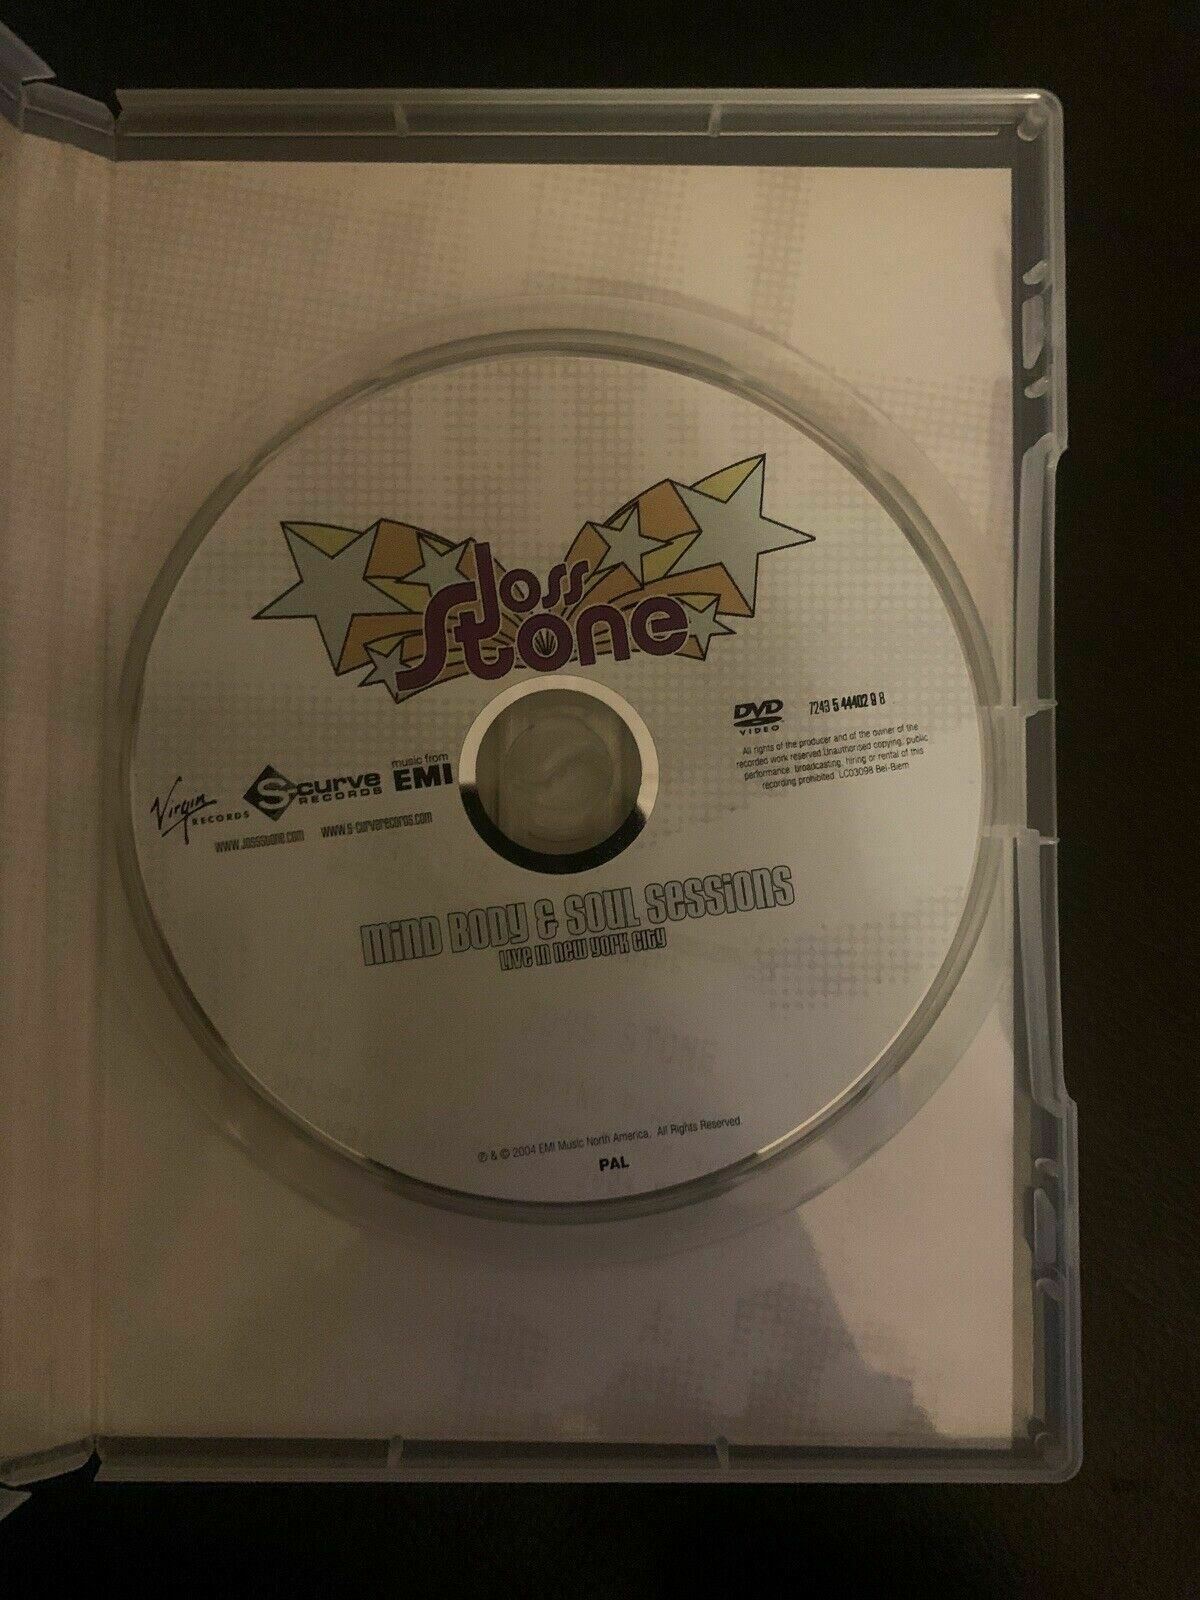 Joss
Stone
DVD
VIDEO
7243 5 44402 9 8
All rights of the producer and of the owner of the
recorded work reserved.Unauthorised copying, public
performance, broadcasting, hiring or rental of this
recording prohibited. LC03098 Bel-Biem
Virgin
RECORDS
S-curve
RECORDS
music from
EMI
www.jossstone.com www.s-curverecords.com
MIND BODY & SOUL SESSIONS
LIVE IN NEW YORK CITY
℗ & © 2004 EMI Music North America. All Rights Reserved.
PAL